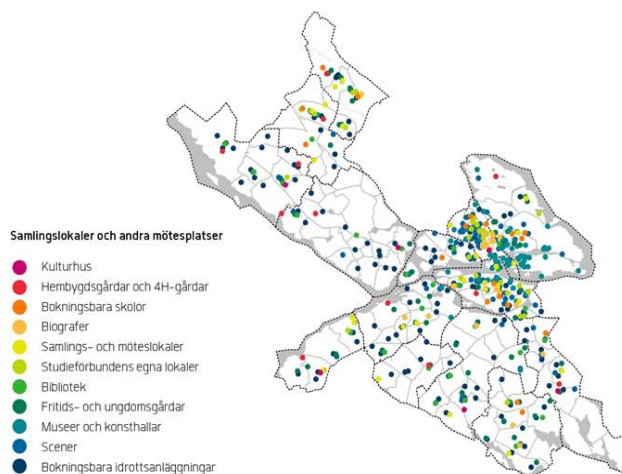 Samlingslokaler och andra mötesplatser
Kulturhus
Hembygdsgårdar och 4H-gårdar
Bokningsbara skolor
Biografer
Samlings- och möteslokaler
Studieförbundens egna lokaler
Bibliotek
Fritids- och ungdomsgårdar
Museer och konsthallar
Scener
Bokningsbara idrottsanläggningar